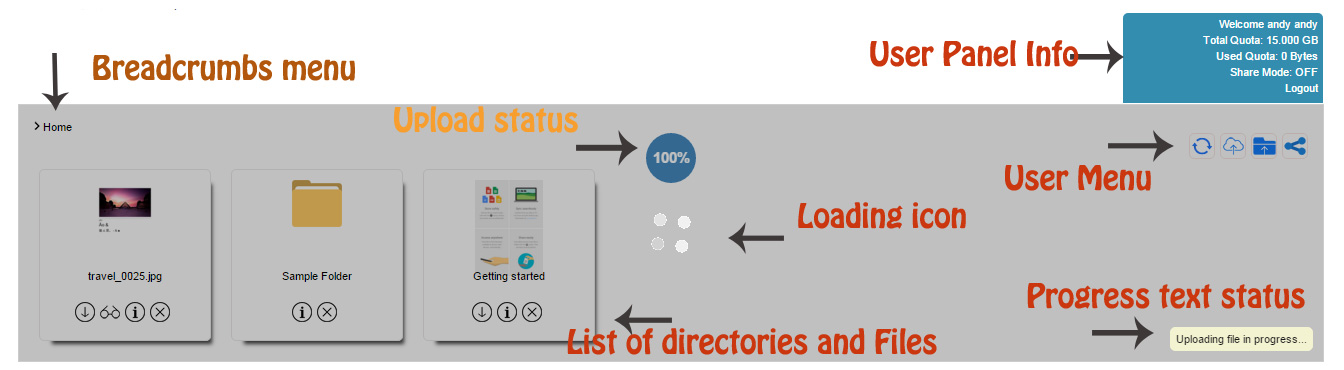 Welcome andy andy
Total Quota: 15.000 GB
Used Quota: 0 Bytes
Share Mode: OFF
Logout
User Panel Info
Breadcrumbs menu
Home
Upload status
100%
User Menu
Loading icon
travel_0025.jpg
Sample Folder
Getting started
Progress text status
List of directories and Files
Uploading file in progress...